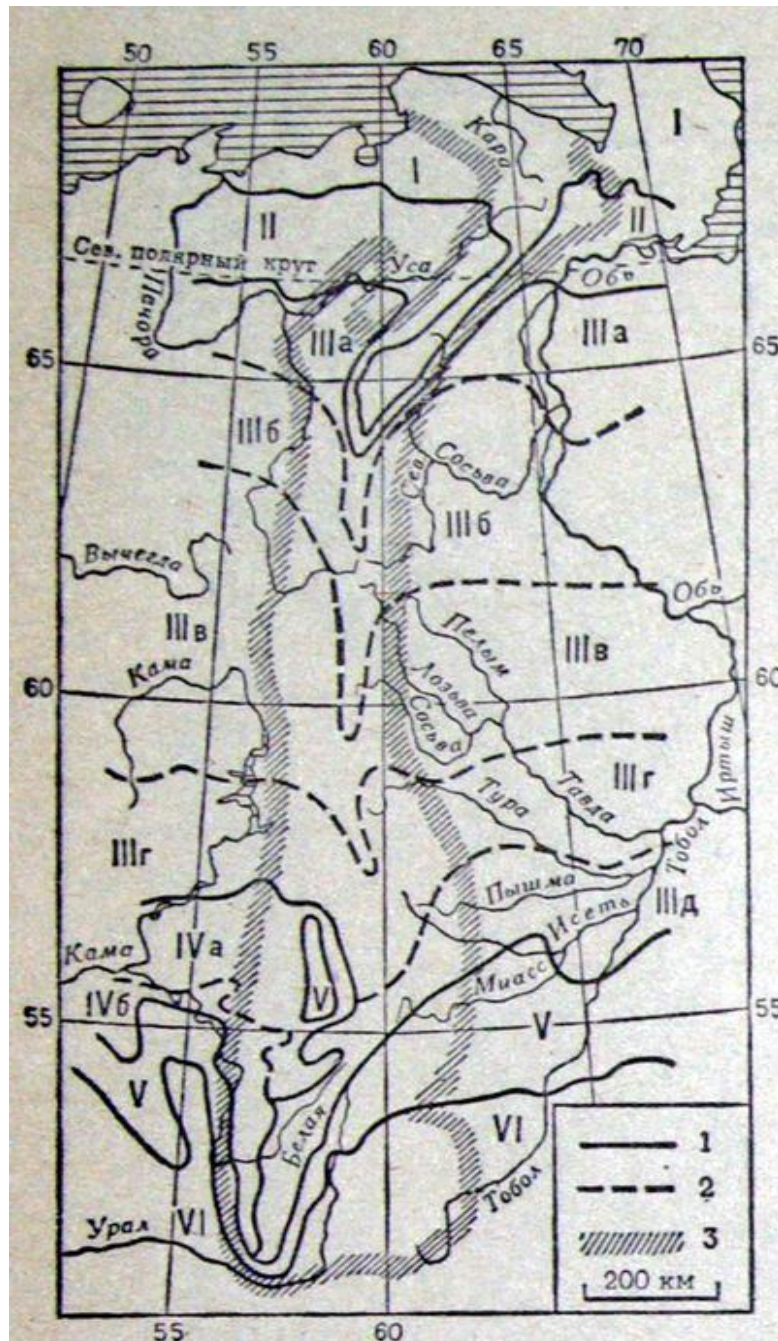 50 55 60 65 70
Кара
I
I
II
II
Сев. полярный круг
Уса
Обь
Печора
IIIа
IIIа
65
65
IIIб
Сев. Сосьва
IIIб
Вычегда
Обь
IIIв
Пелым
IIIв
Кама
Лозьва
60
60
Сосьва
Иртыш
Тура
Тавда
IIIг
IIIг
Тобол
Пышма
IIIд
Исеть
Кама
IVа
V
Миасс
IVб
55
V
55
V
Белая
VI
1
2
Тобол
Урал
VI
3
200 км
55
60